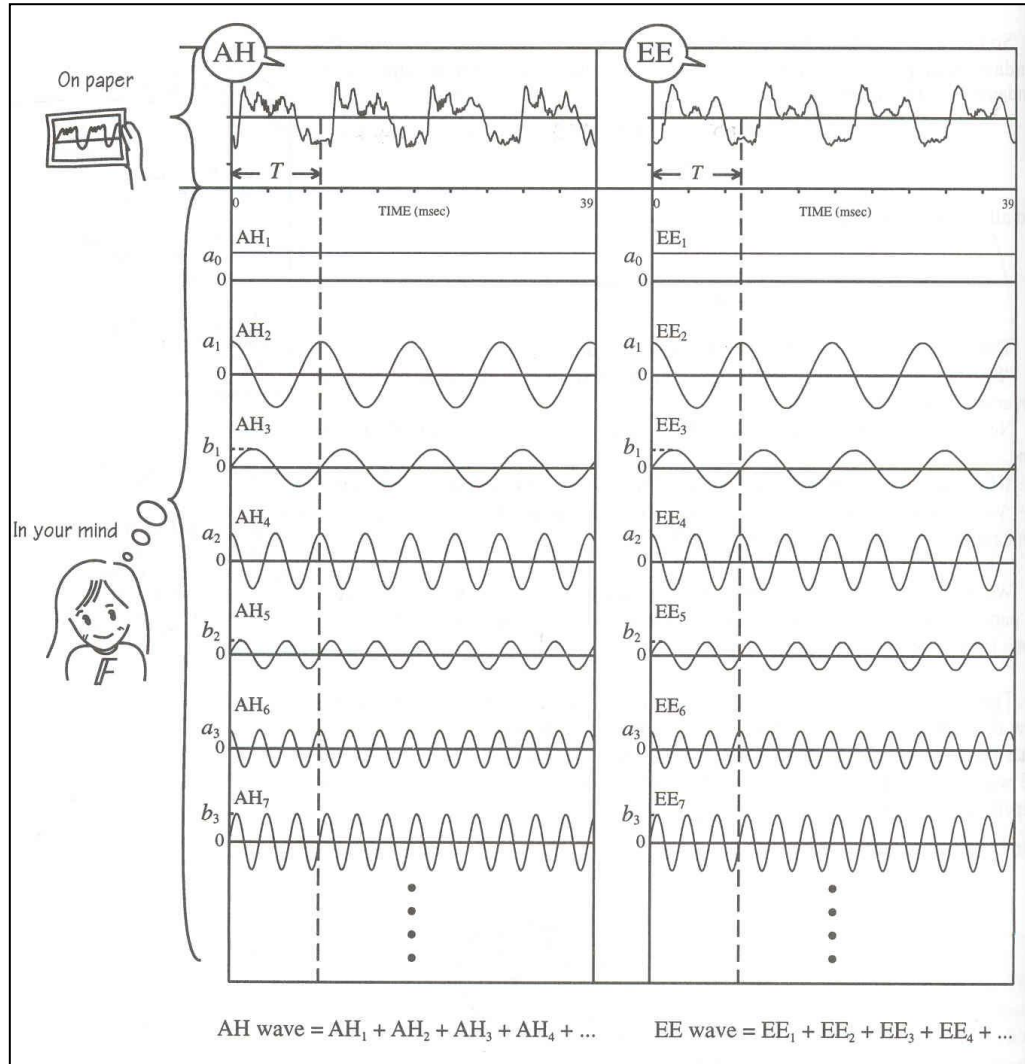 On paper
AH
EE
T
T
0 TIME (msec) 39
0 TIME (msec) 39
AH₁
a₀
0
EE₁
a₀
0
AH₂
a₁
0
EE₂
a₁
0
AH₃
b₁
0
EE₃
b₁
0
In your mind
AH₄
a₂
0
EE₄
a₂
0
AH₅
b₂
0
EE₅
b₂
0
AH₆
a₃
0
EE₆
a₃
0
AH₇
b₃
0
EE₇
b₃
0
F
AH wave = AH₁ + AH₂ + AH₃ + AH₄ + ...
EE wave = EE₁ + EE₂ + EE₃ + EE₄ + ...